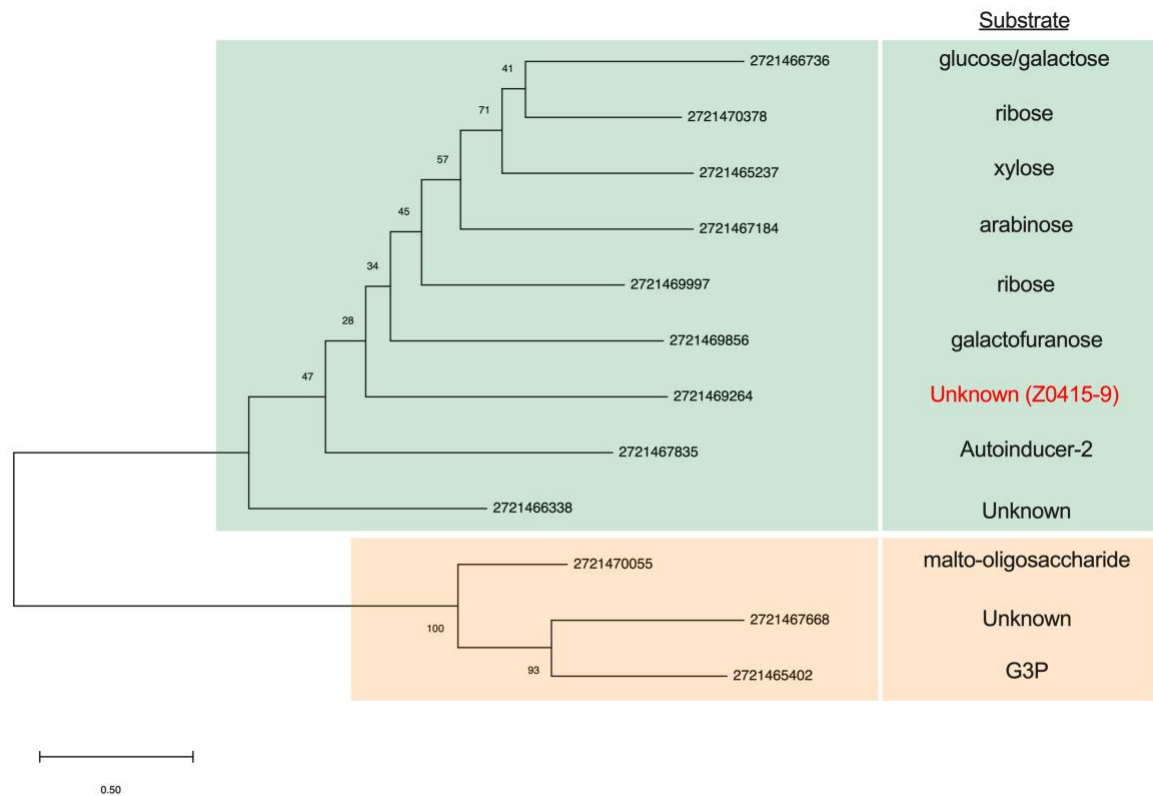 Substrate
41 2721466736 glucose/galactose
71 2721470378 ribose
57 2721465237 xylose
45 2721467184 arabinose
34 2721469997 ribose
28 2721469856 galactofuranose
47 2721469264 Unknown (Z0415-9)
2721467835 Autoinducer-2
2721466338 Unknown
2721470055 malto-oligosaccharide
100 2721467668 Unknown
93 2721465402 G3P
0.50